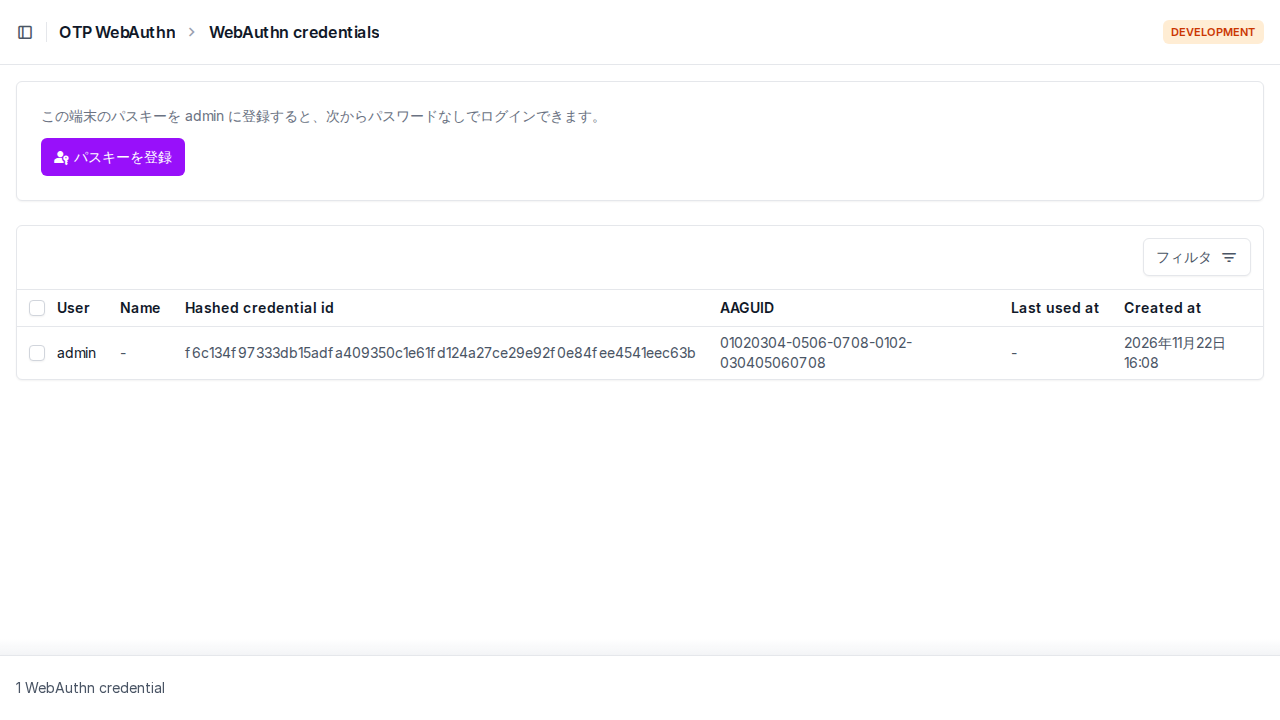 OTP WebAuthn
WebAuthn credentials
DEVELOPMENT
この端末のパスキーを admin に登録すると、次からパスワードなしでログインできます。
パスキーを登録
フィルタ
User Name Hashed credential id AAGUID Last used at Created at
admin - f6c134f97333db15adfa409350c1e61fd124a27ce29e92f0e84fee4541eec63b 01020304-0506-0708-0102- - 2026年11月22日
030405060708 16:08
1 WebAuthn credential